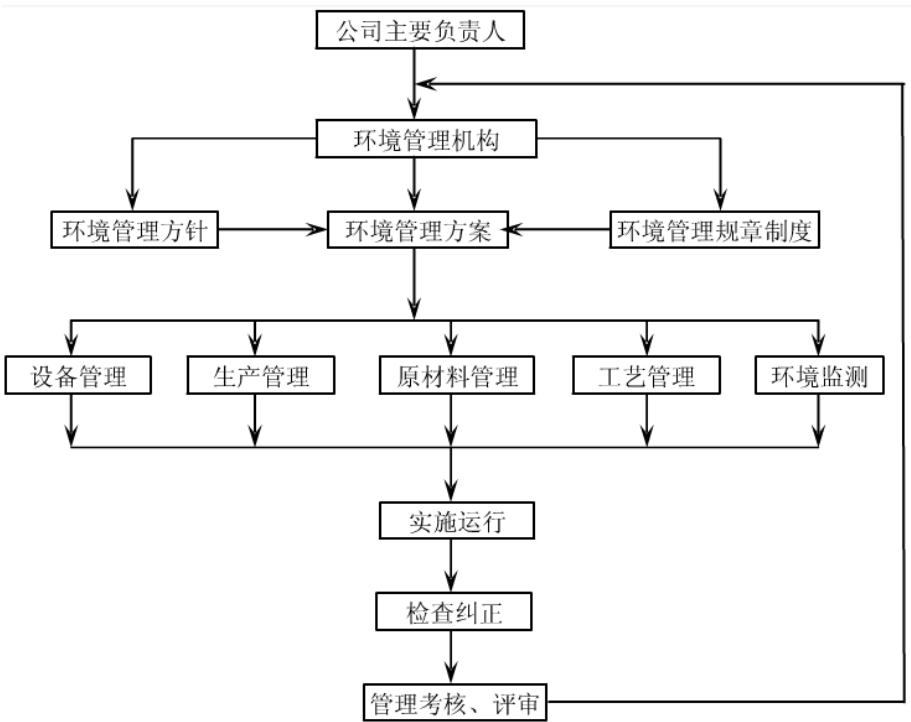 公司主要负责人
环境管理机构
环境管理方针
环境管理方案
环境管理规章制度
设备管理
生产管理
原材料管理
工艺管理
环境监测
实施运行
检查纠正
管理考核、评审